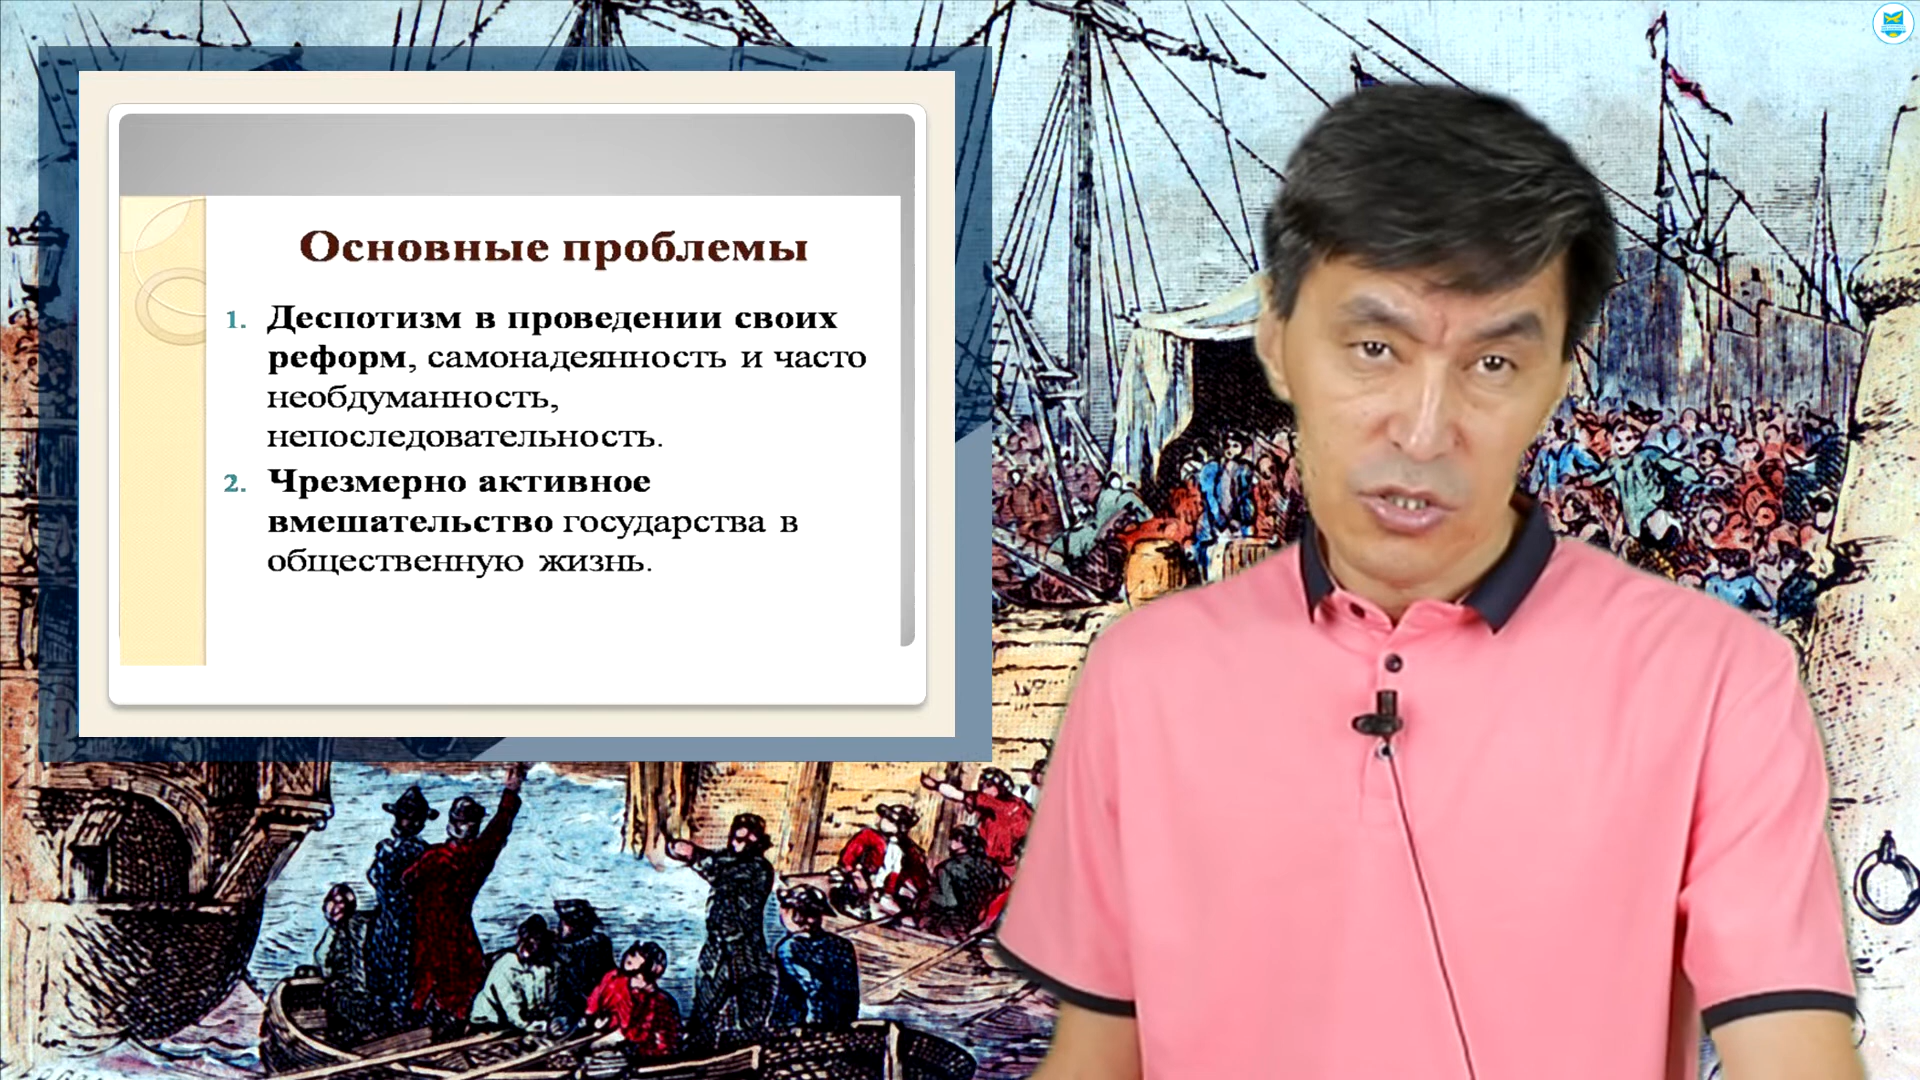 Основные проблемы
1. Деспотизм в проведении своих
реформ, самонадеянность и часто
необдуманность,
непоследовательность.
2. Чрезмерно активное
вмешательство государства в
общественную жизнь.